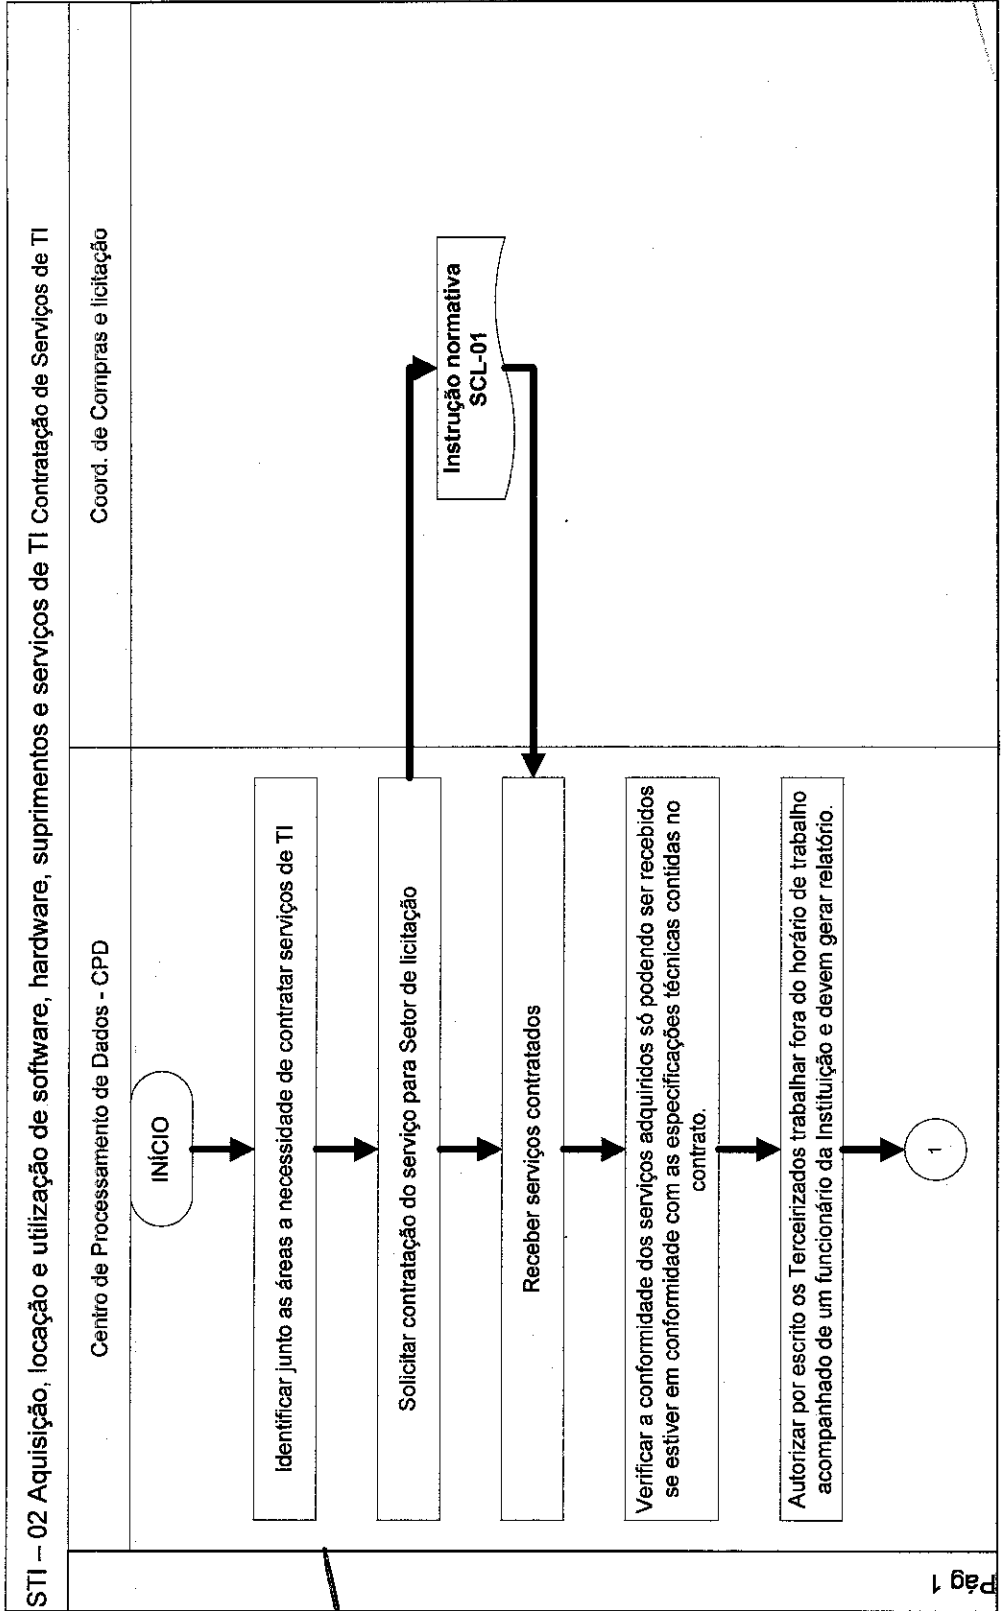 STI – 02 Aquisição, locação e utilização de software, hardware, suprimentos e serviços de TI Contratação de Serviços de TI
Centro de Processamento de Dados - CPD
Coord. de Compras e licitação
INÍCIO
Identificar junto as áreas a necessidade de contratar serviços de TI
Solicitar contratação do serviço para Setor de licitação
Instrução normativa
SCL-01
Receber serviços contratados
Verificar a conformidade dos serviços adquiridos só podendo ser recebidos
se estiver em conformidade com as especificações técnicas contidas no
contrato.
Autorizar por escrito os Terceirizados trabalhar fora do horário de trabalho
acompanhado de um funcionário da Instituição e devem gerar relatório.
1
Pág 1